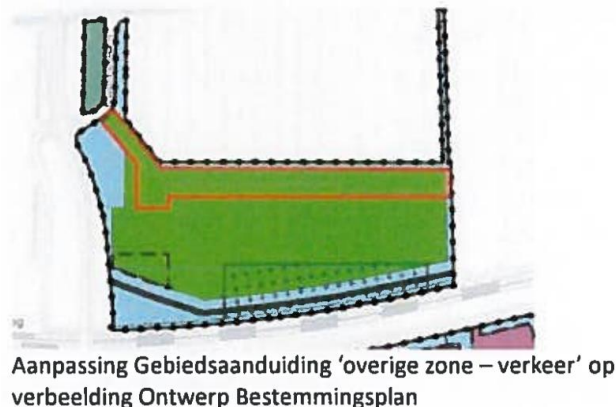 Aanpassing Gebiedsaanduiding ‘overige zone – verkeer’ op
verbeelding Ontwerp Bestemmingsplan